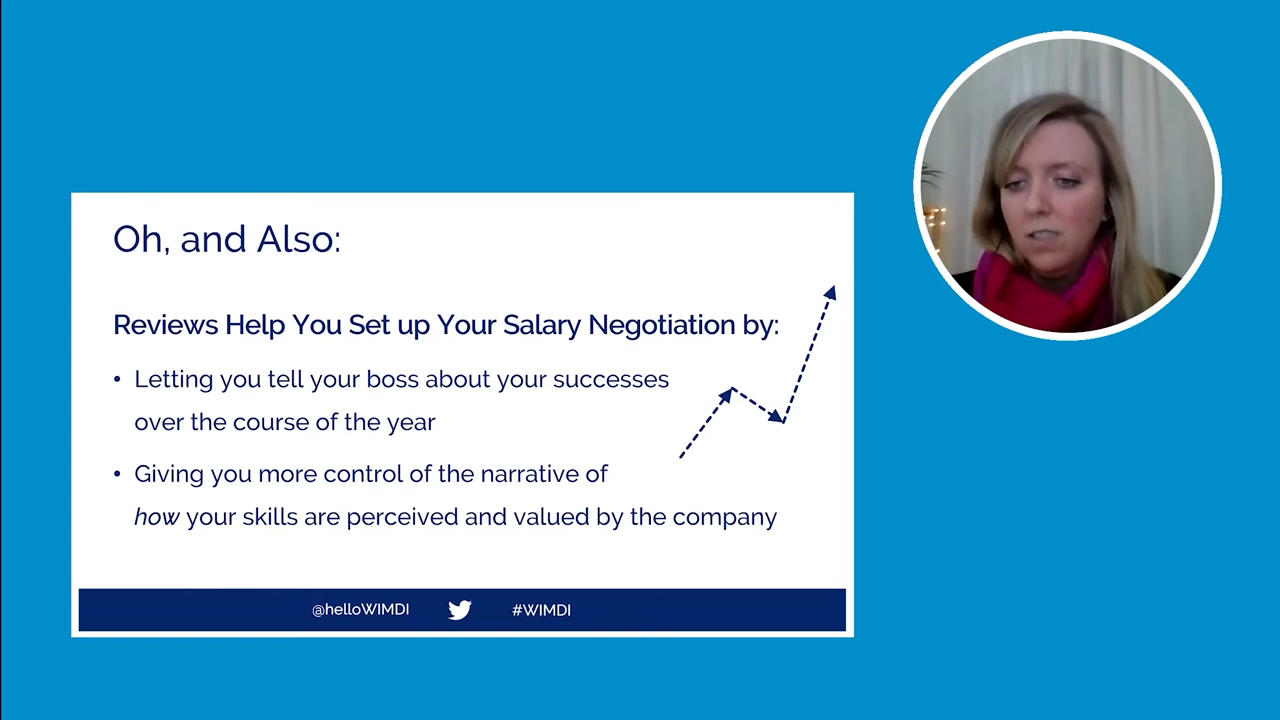 Oh, and Also:
Reviews Help You Set up Your Salary Negotiation by:
• Letting you tell your boss about your successes
over the course of the year
• Giving you more control of the narrative of
how your skills are perceived and valued by the company
@helloWIMDI #WIMDI